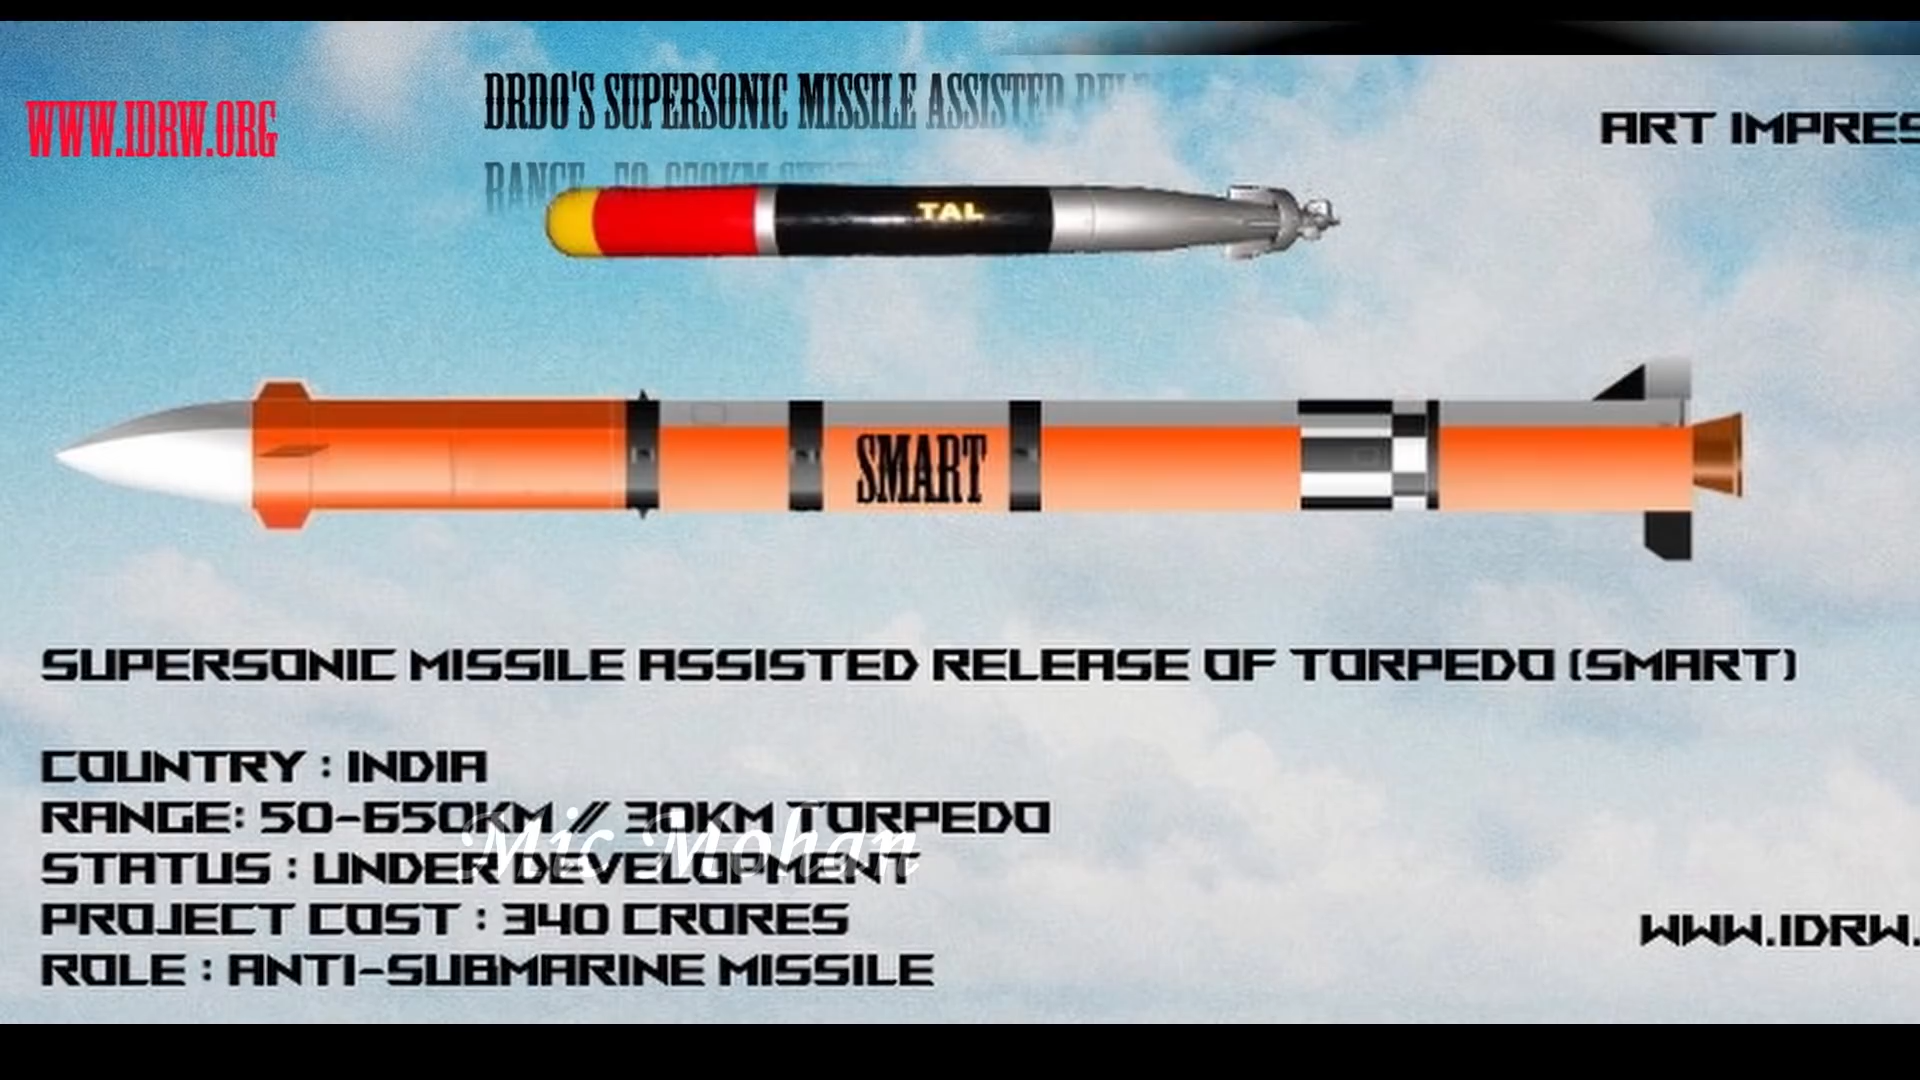 WWW.IDRW.ORG
DRDO'S SUPERSONIC MISSILE ASSISTED
ART IMPRES
RANGE
TAL
SMART
SUPERSONIC MISSILE ASSISTED RELEASE OF TORPEDO (SMART)
COUNTRY : INDIA
RANGE: 50-650KM // 30KM TORPEDO
Mic Mohan
STATUS : UNDER DEVELOPMENT
PROJECT COST : 340 CRORES
WWW.IDRW.
ROLE : ANTI-SUBMARINE MISSILE